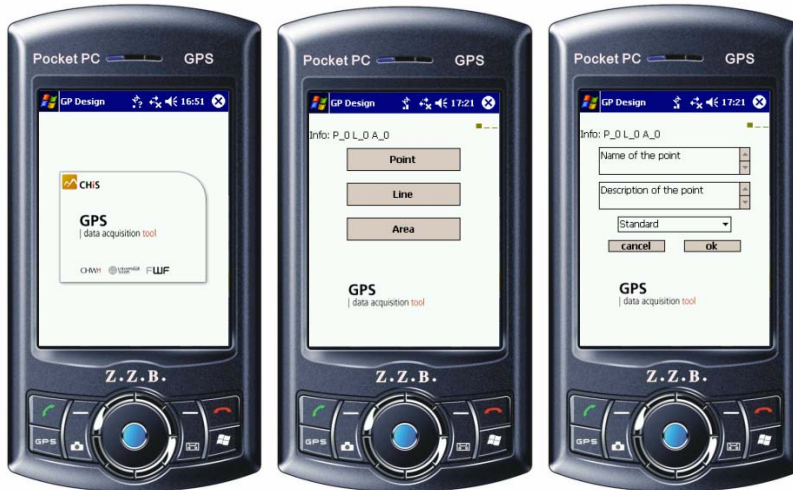 Pocket PC GPS
GP Design 16:51
CHiS
GPS
| data acquisition tool
CHWH FWF
Z.Z.B.
GPS
Pocket PC GPS
GP Design 17:21
Info: P_0 L_0 A_0
Point
Line
Area
GPS
| data acquisition tool
Z.Z.B.
GPS
Pocket PC GPS
GP Design 17:21
Info: P_0 L_0 A_0
Name of the point
Description of the point
Standard
cancel ok
GPS
| data acquisition tool
Z.Z.B.
GPS